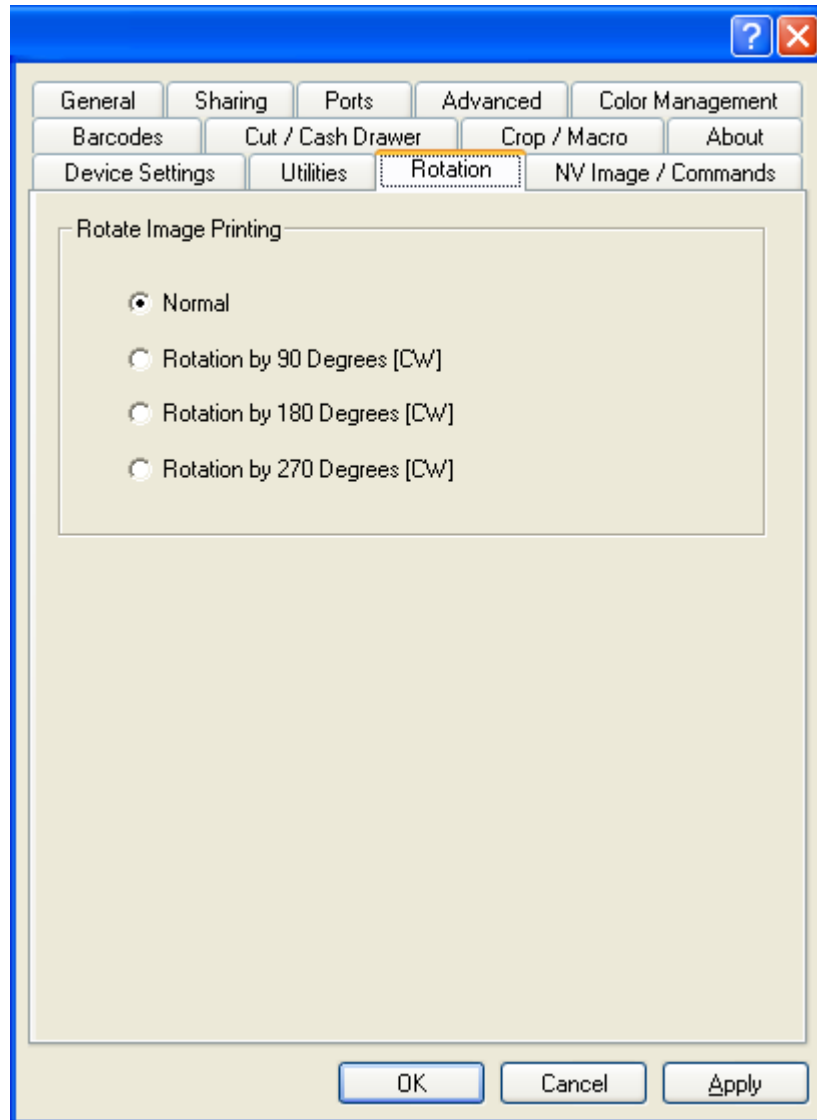 General Sharing Ports Advanced Color Management
Barcodes Cut / Cash Drawer Crop / Macro About
Device Settings Utilities Rotation NV Image / Commands
Rotate Image Printing
Normal
Rotation by 90 Degrees [CW]
Rotation by 180 Degrees [CW]
Rotation by 270 Degrees [CW]
OK Cancel Apply